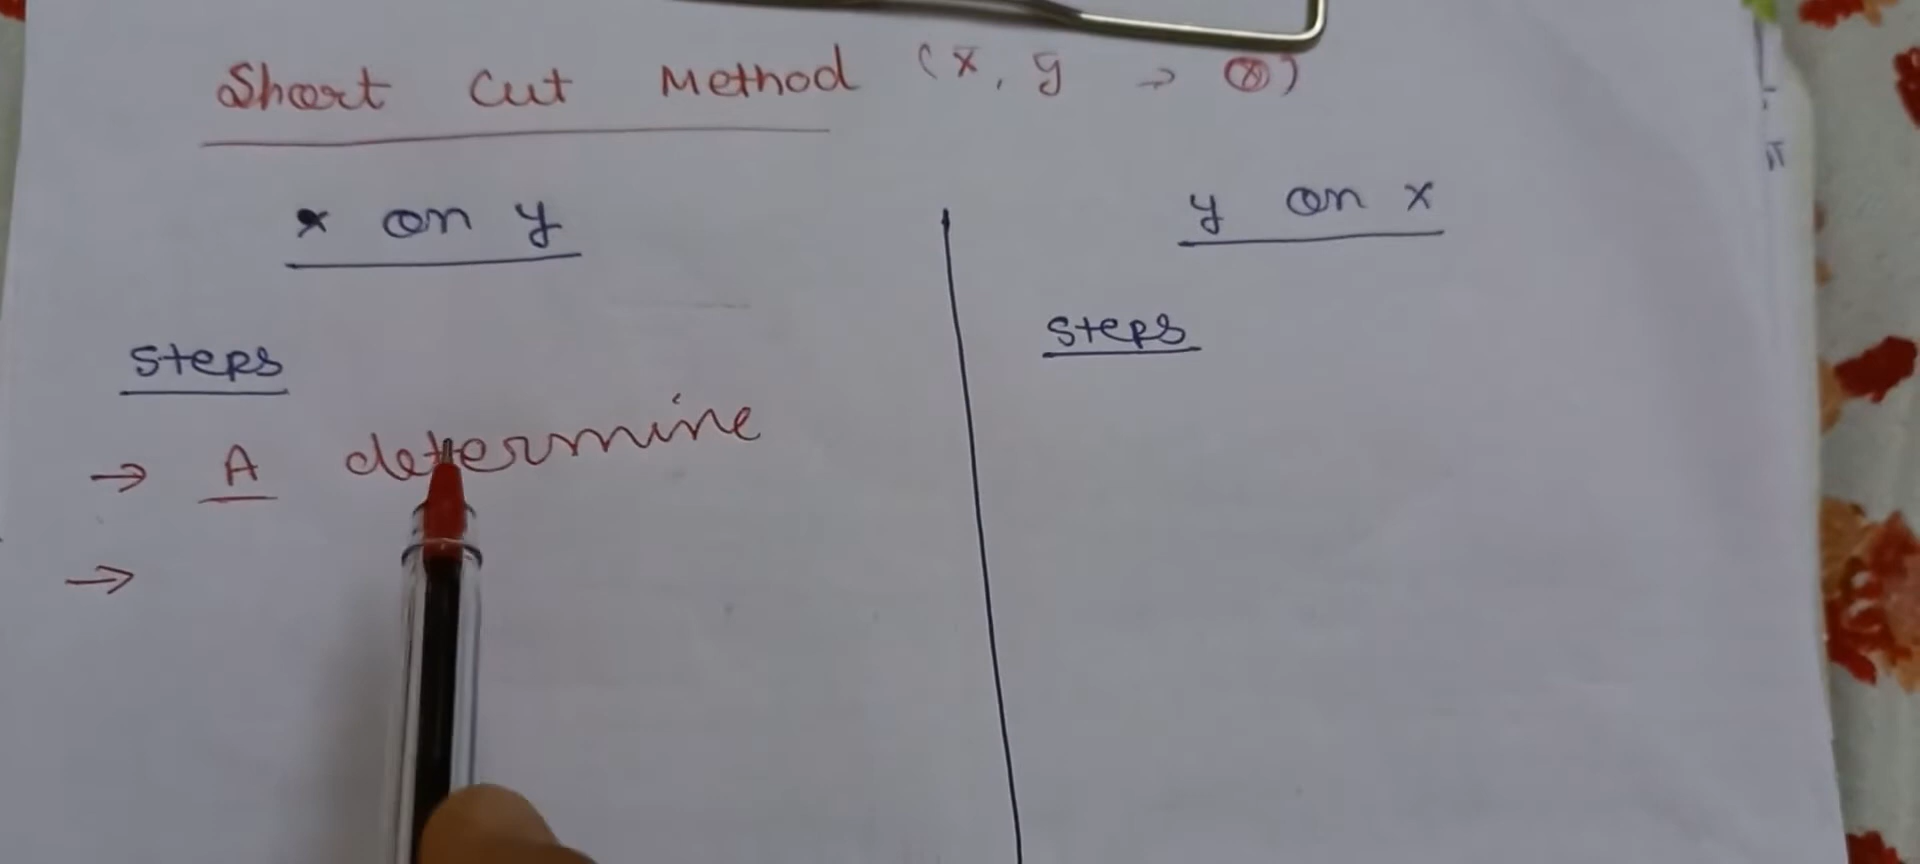 Short Cut Method (x, y → ⓧ)
x on y
steps
→ A determine
→
y on x
steps